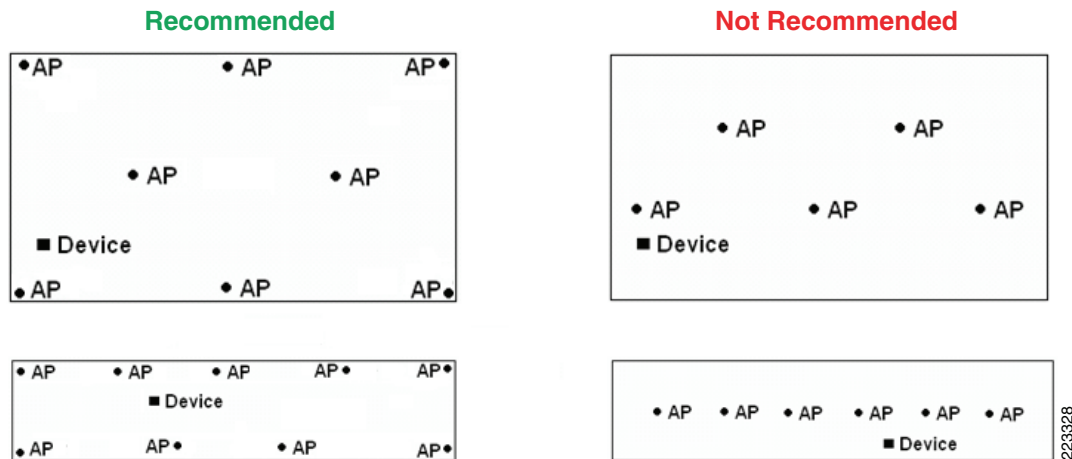 Recommended
Not Recommended
AP AP AP
AP AP
Device
AP AP AP
AP AP
AP AP AP
Device
AP AP AP AP AP
Device
AP AP AP AP
AP AP AP AP AP AP
Device
223328